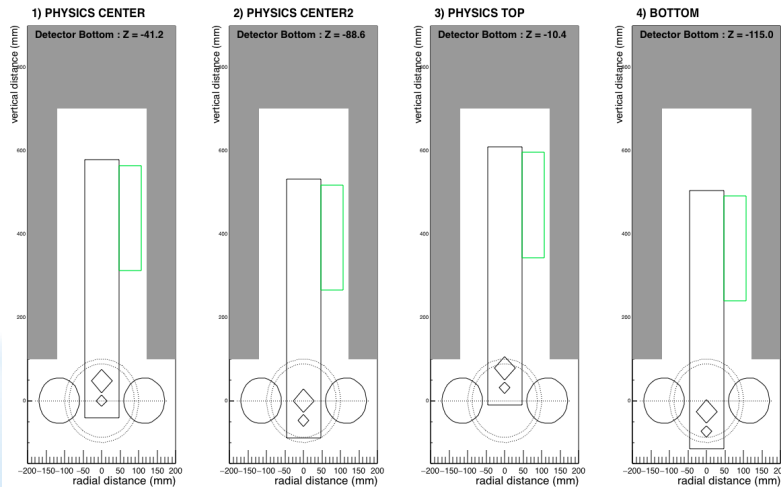 1) PHYSICS CENTER
vertical distance (mm)
Detector Bottom : Z = -41.2
800
600
400
200
0
−200 −150 −100 −50 0 50 100 150 200
radial distance (mm)
2) PHYSICS CENTER2
vertical distance (mm)
Detector Bottom : Z = -88.6
800
600
400
200
0
−200 −150 −100 −50 0 50 100 150 200
radial distance (mm)
3) PHYSICS TOP
vertical distance (mm)
Detector Bottom : Z = -10.4
800
600
400
200
0
−200 −150 −100 −50 0 50 100 150 200
radial distance (mm)
4) BOTTOM
vertical distance (mm)
Detector Bottom : Z = -115.0
800
600
400
200
0
−200 −150 −100 −50 0 50 100 150 200
radial distance (mm)